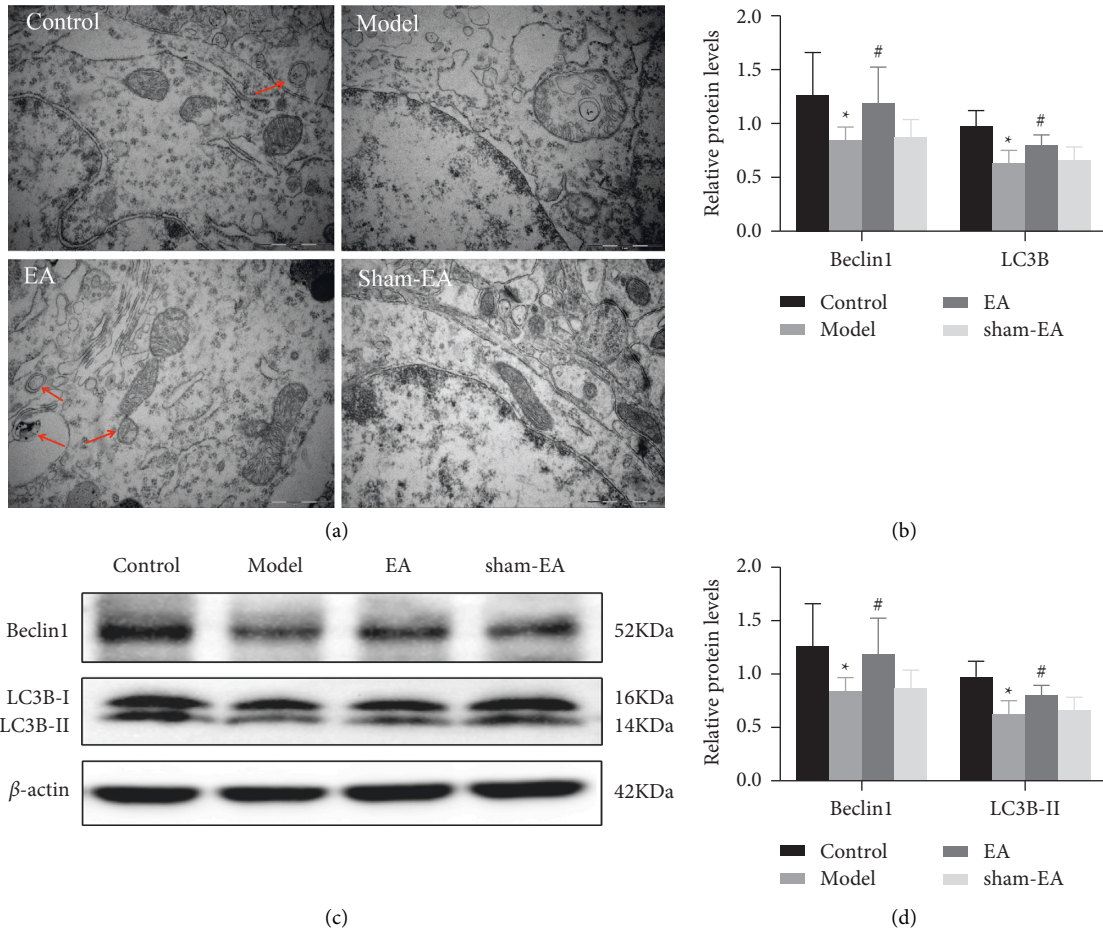 Control
Model
EA
Sham-EA
(a)
Relative protein levels
2.0
1.5
1.0
0.5
0.0
*
#
*
#
Beclin1
LC3B
Control
EA
Model
sham-EA
(b)
Control
Model
EA
sham-EA
Beclin1
52KDa
LC3B-I
16KDa
LC3B-II
14KDa
β-actin
42KDa
(c)
Relative protein levels
2.0
1.5
1.0
0.5
0.0
*
#
*
#
Beclin1
LC3B-II
Control
EA
Model
sham-EA
(d)